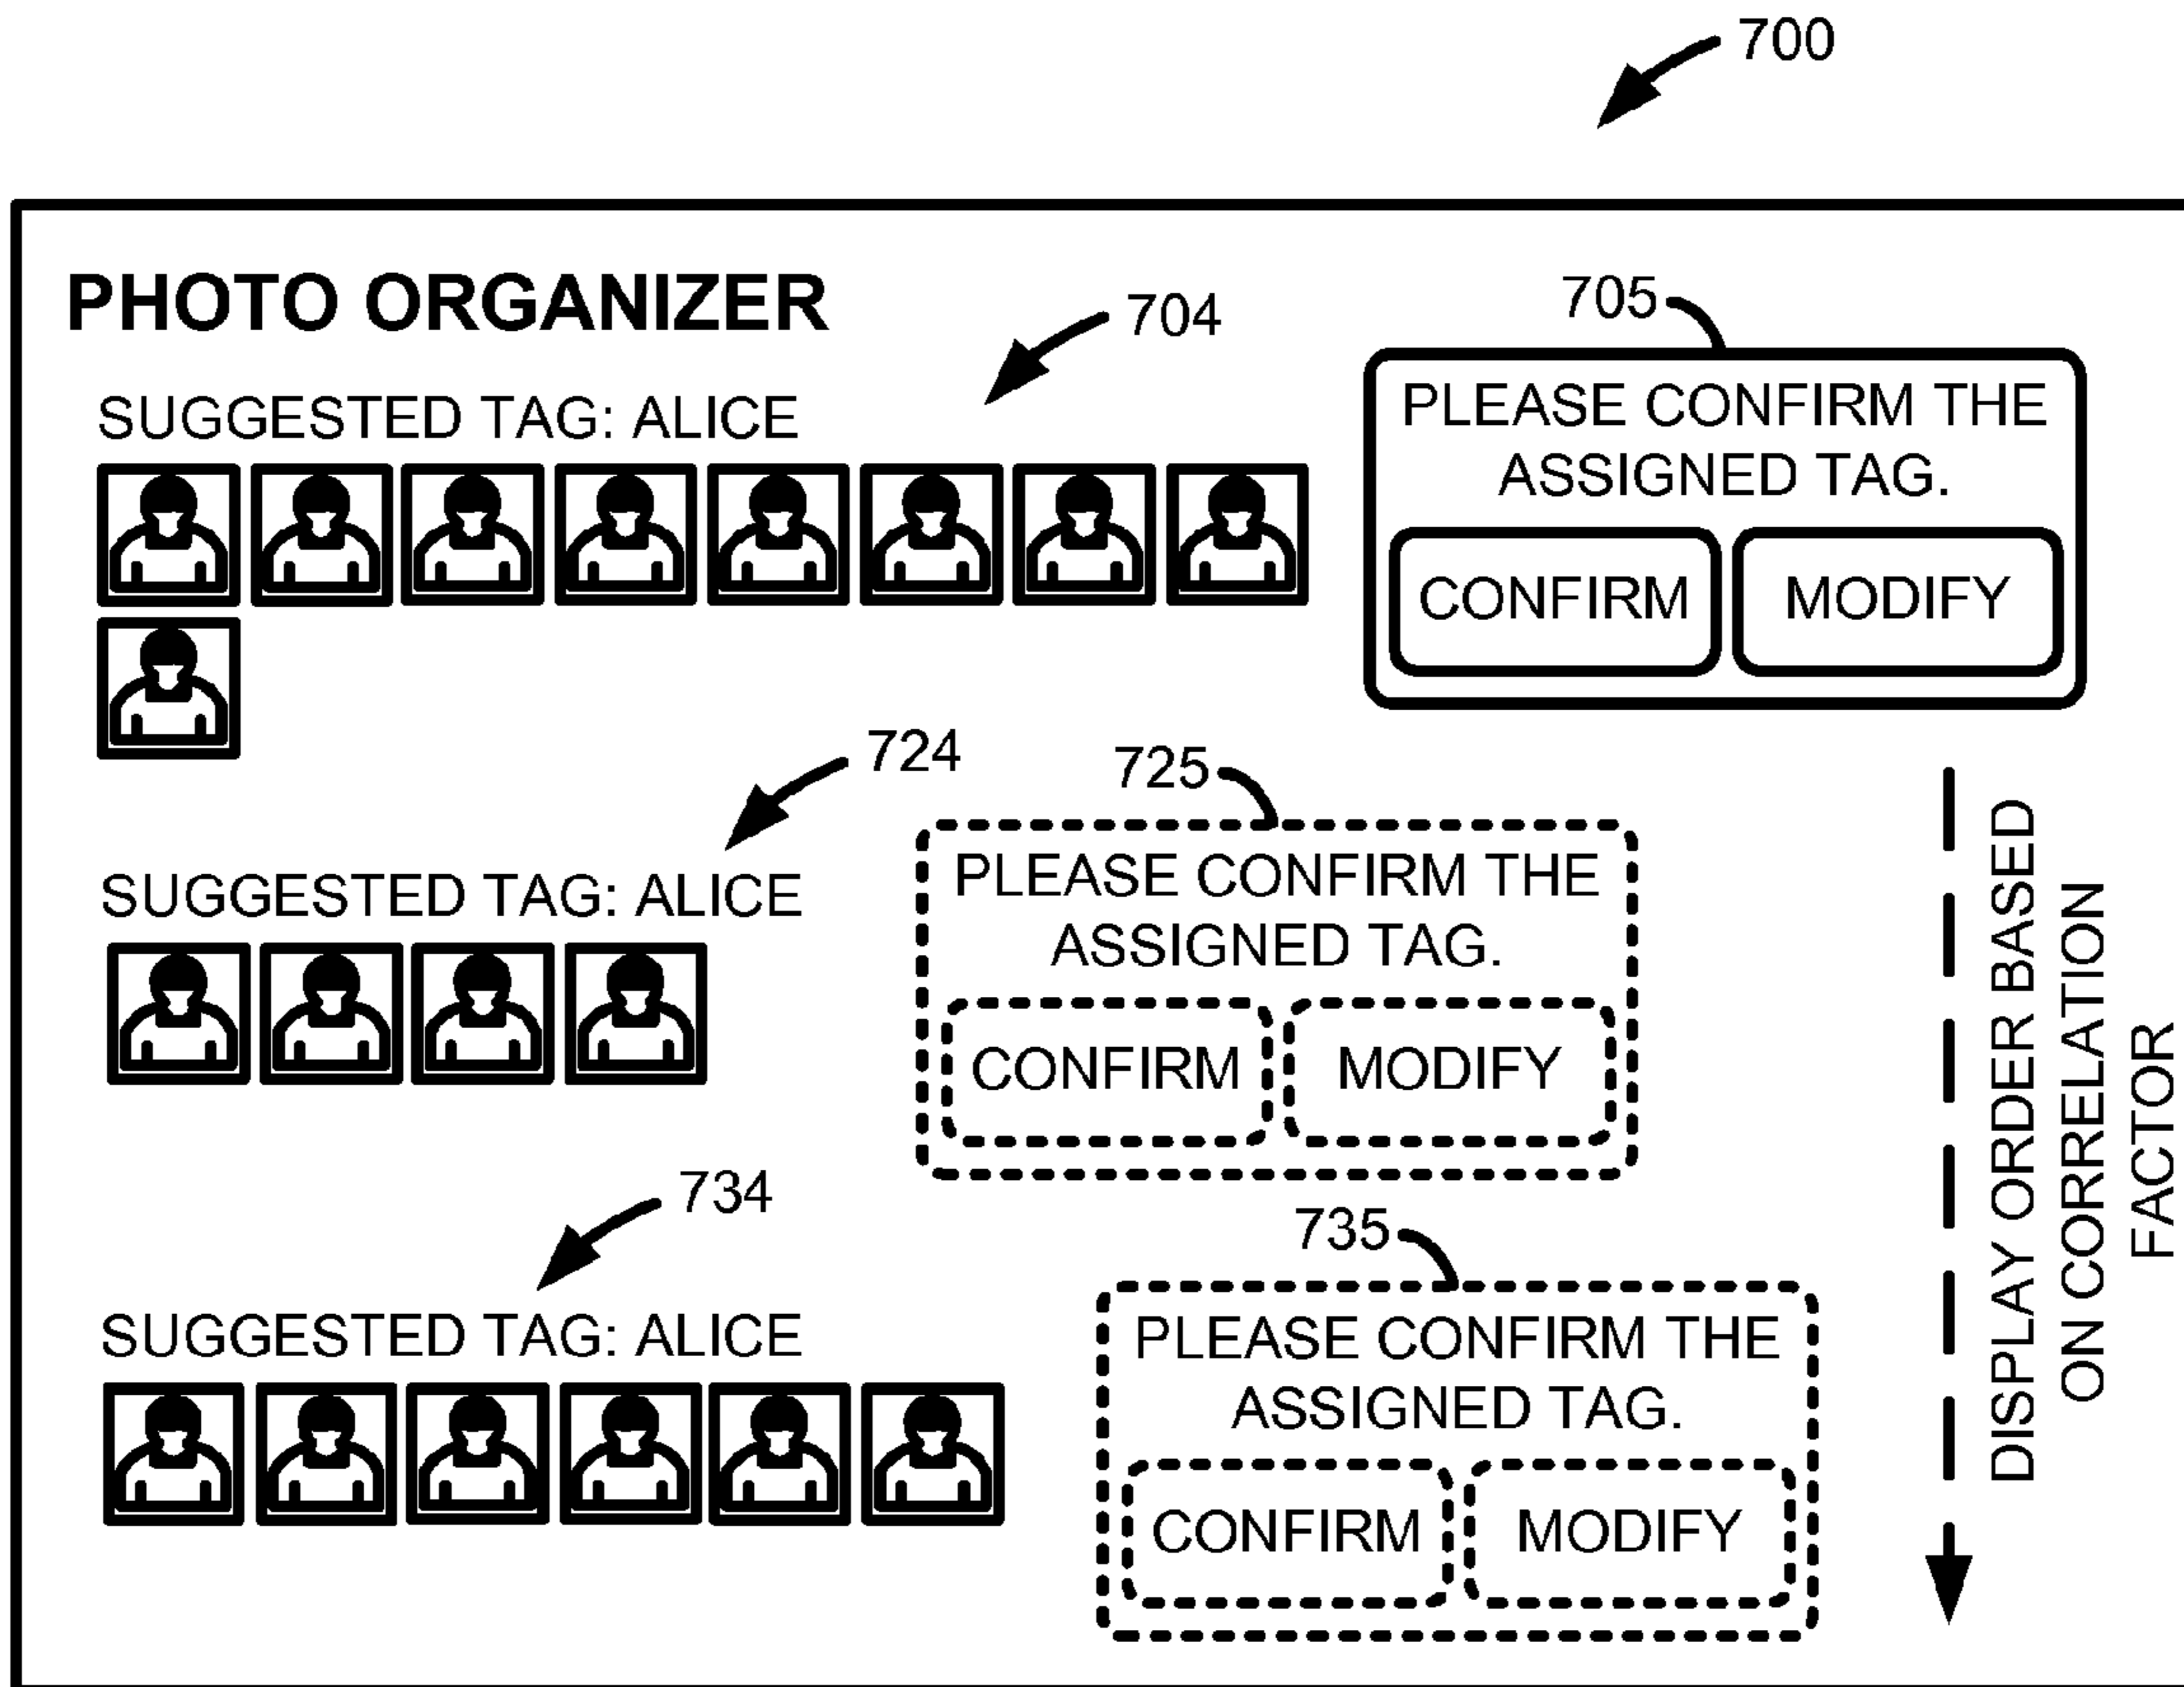 700
PHOTO ORGANIZER
704
705
SUGGESTED TAG: ALICE
PLEASE CONFIRM THE
ASSIGNED TAG.
CONFIRM
MODIFY
724
725
SUGGESTED TAG: ALICE
PLEASE CONFIRM THE
ASSIGNED TAG.
CONFIRM
MODIFY
734
735
SUGGESTED TAG: ALICE
PLEASE CONFIRM THE
ASSIGNED TAG.
CONFIRM
MODIFY
DISPLAY ORDER BASED
ON CORRELATION
FACTOR